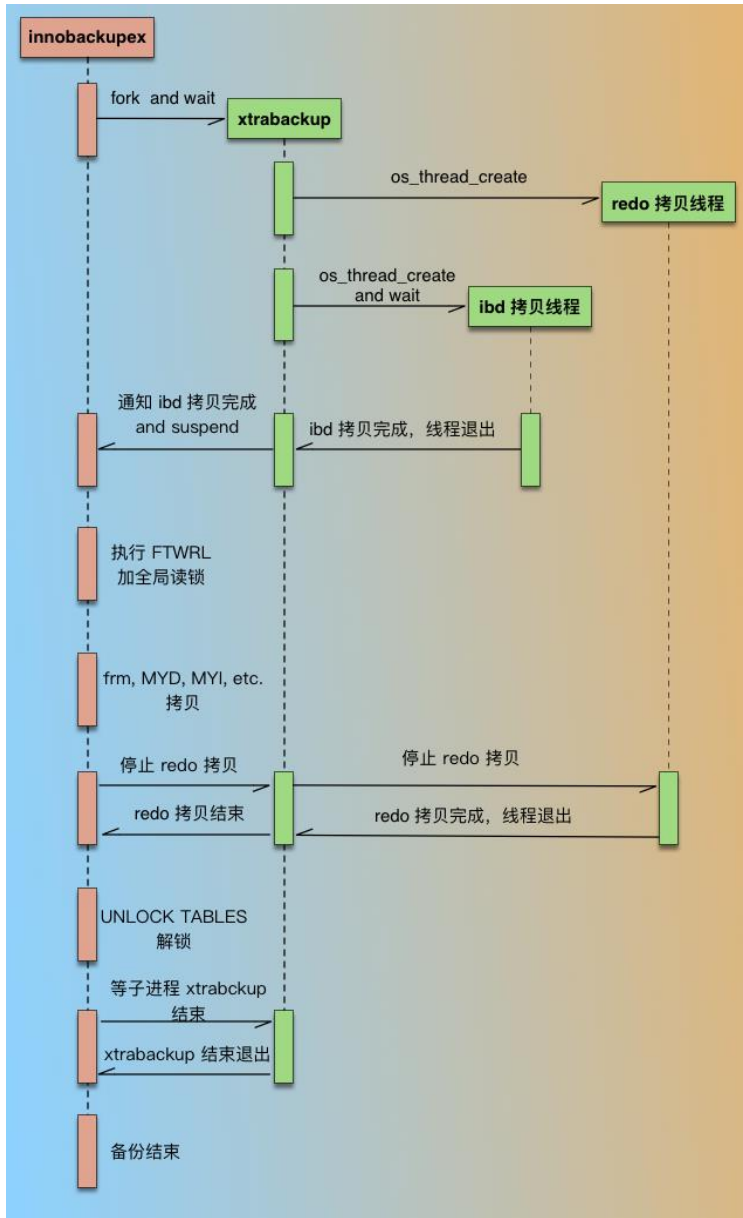 innobackupex
fork and wait
xtrabackup
os_thread_create
redo 拷贝线程
os_thread_create
and wait
ibd 拷贝线程
通知 ibd 拷贝完成
and suspend
ibd 拷贝完成，线程退出
执行 FTWRL
加全局读锁
frm, MYD, MYI, etc.
拷贝
停止 redo 拷贝
停止 redo 拷贝
redo 拷贝结束
redo 拷贝完成，线程退出
UNLOCK TABLES
解锁
等子进程 xtrabckup
结束
xtrabackup 结束退出
备份结束